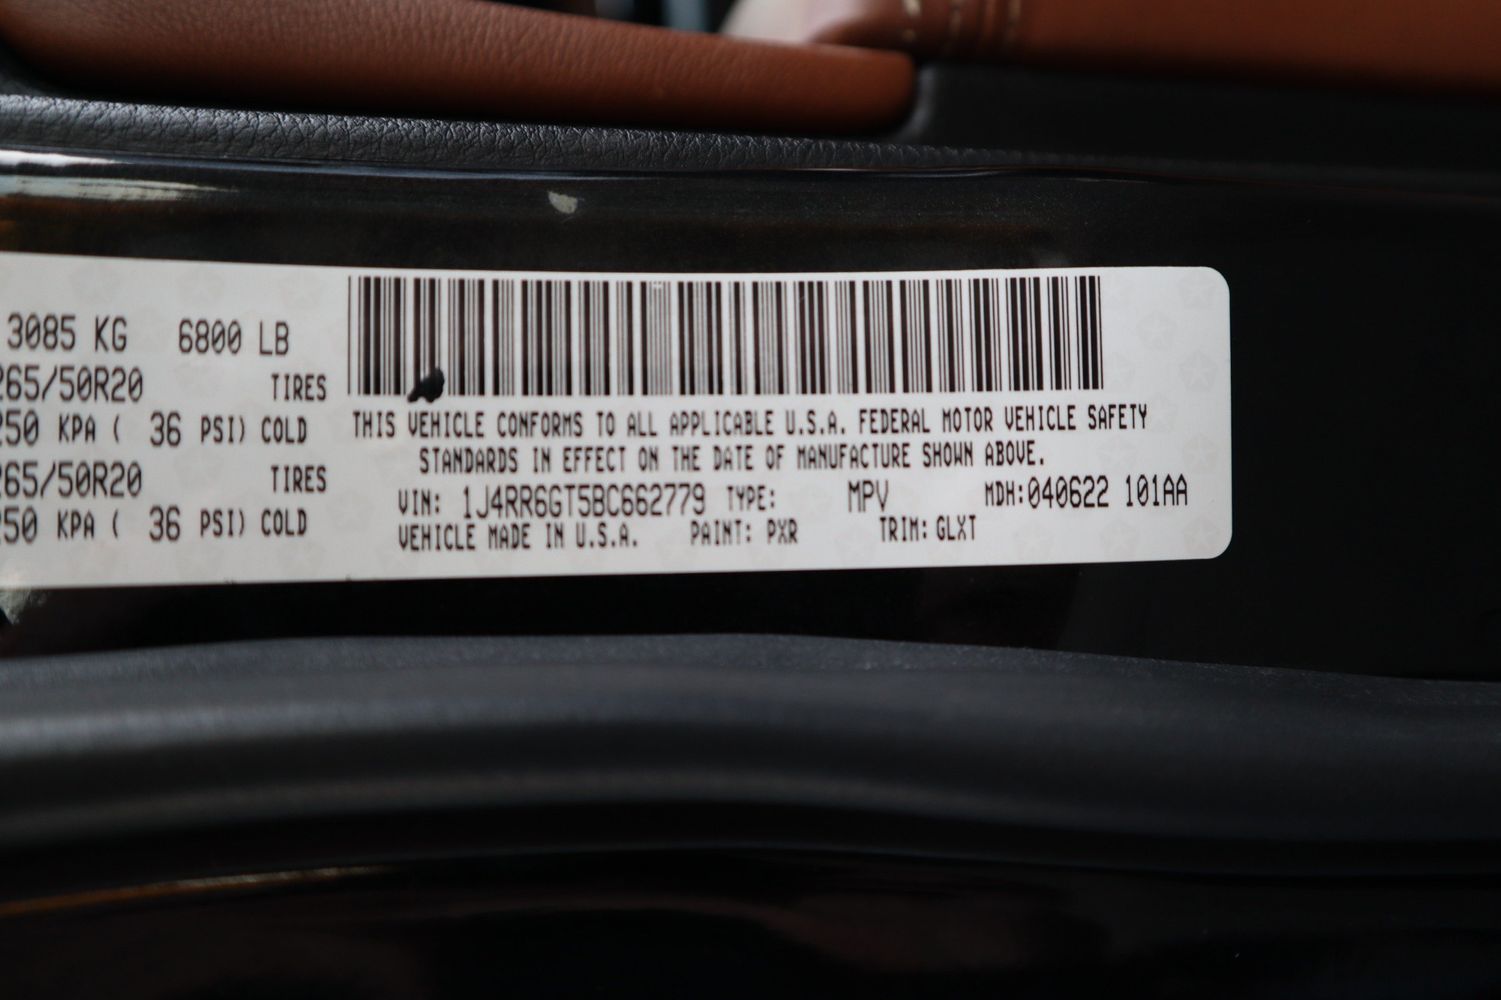 3085 KG 6800 LB
265/50R20 TIRES
250 KPA ( 36 PSI) COLD
265/50R20 TIRES
250 KPA ( 36 PSI) COLD
THIS VEHICLE CONFORMS TO ALL APPLICABLE U.S.A. FEDERAL MOTOR VEHICLE SAFETY
STANDARDS IN EFFECT ON THE DATE OF MANUFACTURE SHOWN ABOVE.
VIN: 1J4RR6GT5BC662779 TYPE: MPV MDH:040622 101AA
VEHICLE MADE IN U.S.A. PAINT: PXR TRIM: GLXT